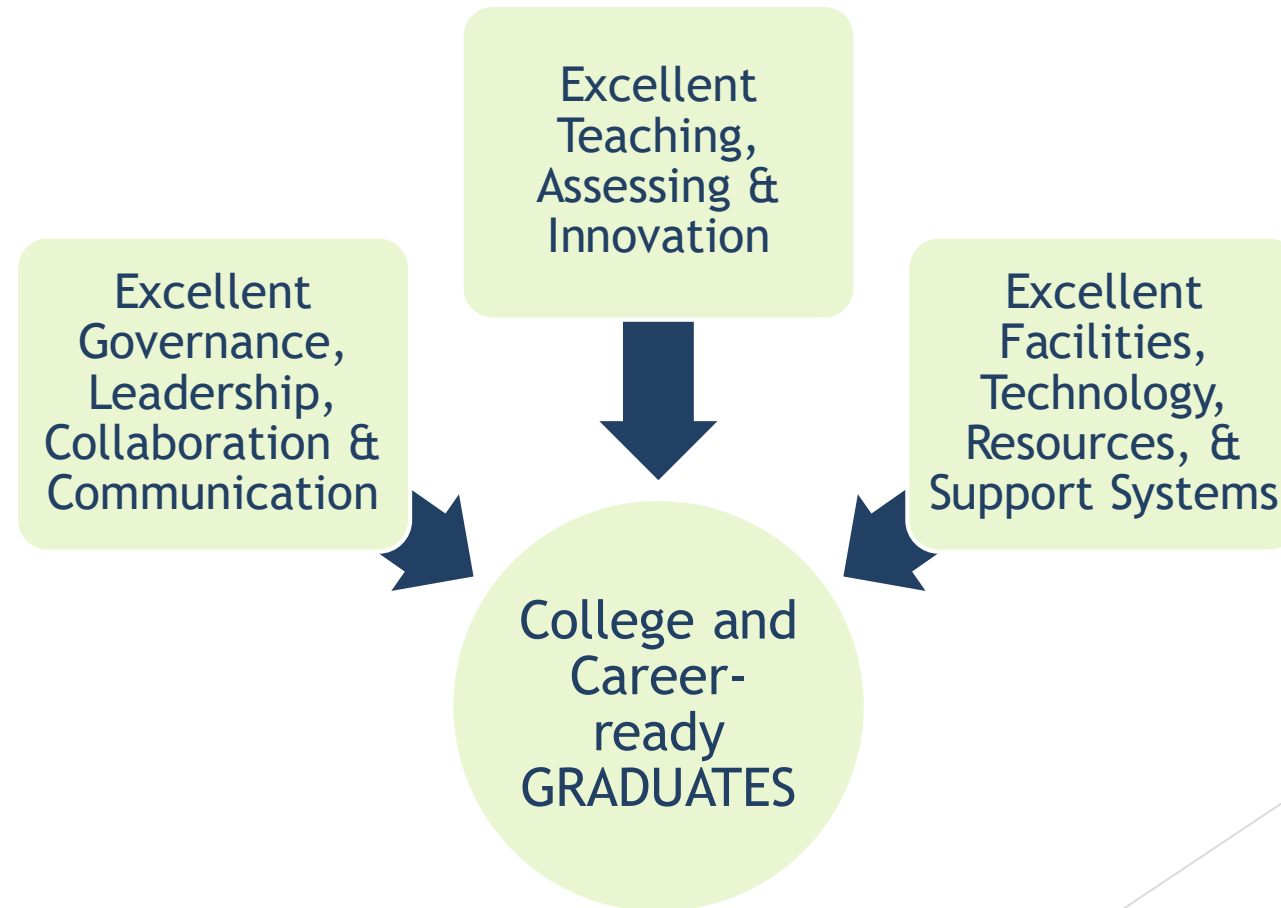 Excellent
Teaching,
Assessing &
Innovation
Excellent
Governance,
Leadership,
Collaboration &
Communication
Excellent
Facilities,
Technology,
Resources, &
Support Systems
College and
Career-
ready
GRADUATES